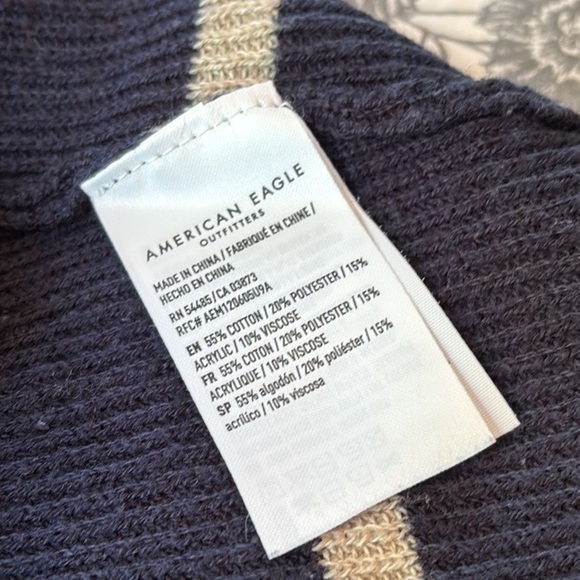 AMERICAN EAGLE
OUTFITTERS
MADE IN CHINA / FABRIQUÉ EN CHINE /
HECHO EN CHINA
RN 54485/CA 03873
RFC# AEM120605U9A
EN 55% COTTON / 20% POLYESTER / 15%
ACRYLIC / 10% VISCOSE
FR 55% COTON / 20% POLYESTER / 15%
ACRYLIQUE / 10% VISCOSE
SP 55% algodón / 20% poliéster / 15%
acrílico / 10% viscosa